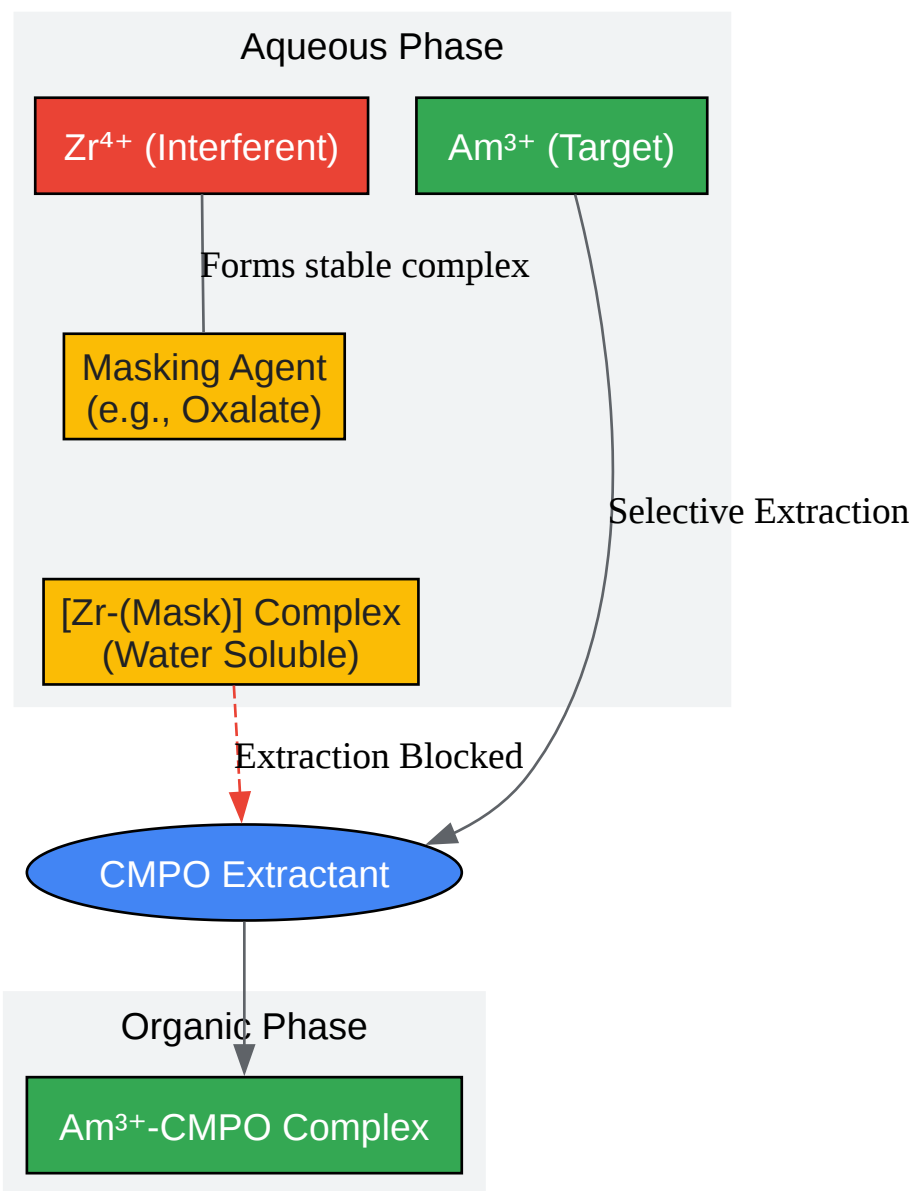 Aqueous Phase
Zr⁴⁺ (Interferent)
Am³⁺ (Target)
Forms stable complex
Masking Agent
(e.g., Oxalate)
Selective Extraction
[Zr-(Mask)] Complex
(Water Soluble)
Extraction Blocked
CMPO Extractant
Organic Phase
Am³⁺-CMPO Complex